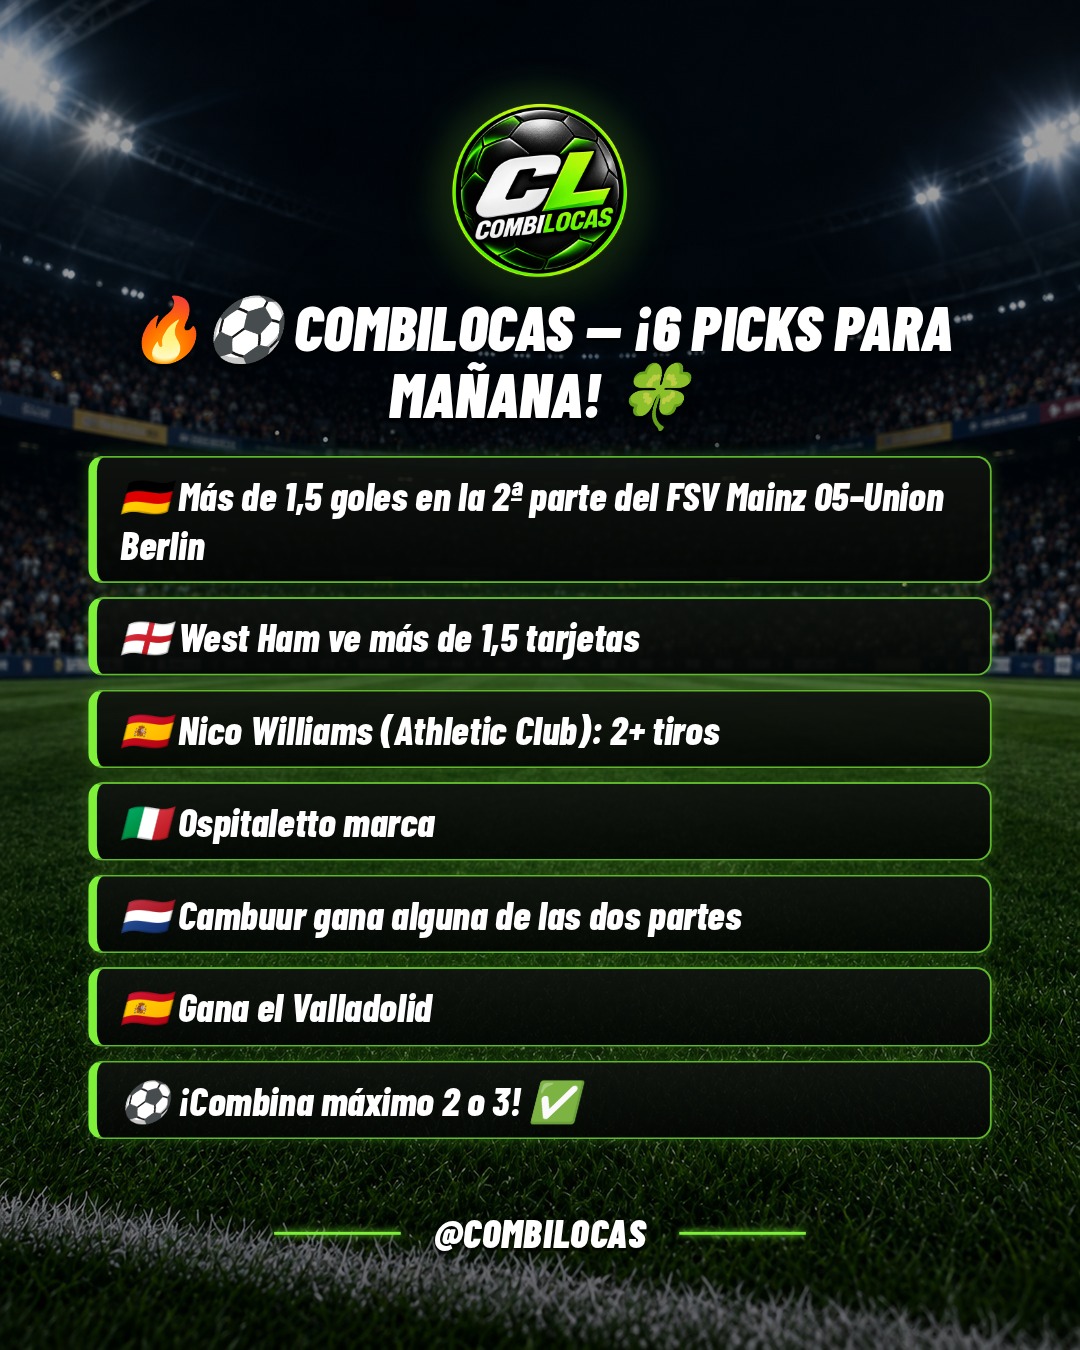 CL
COMBILOCAS
🔥⚽ COMBILOCAS – ¡6 PICKS PARA
MAÑANA! 🍀
🇩🇪 Más de 1,5 goles en la 2ª parte del FSV Mainz 05-Union
Berlin
🏴󠁧󠁢󠁥󠁮󠁧󠁿 West Ham ve más de 1,5 tarjetas
🇪🇸 Nico Williams (Athletic Club): 2+ tiros
🇮🇹 Ospitaletto marca
🇳🇱 Cambuur gana alguna de las dos partes
🇪🇸 Gana el Valladolid
⚽ ¡Combina máximo 2 o 3! ✅
@COMBILOCAS